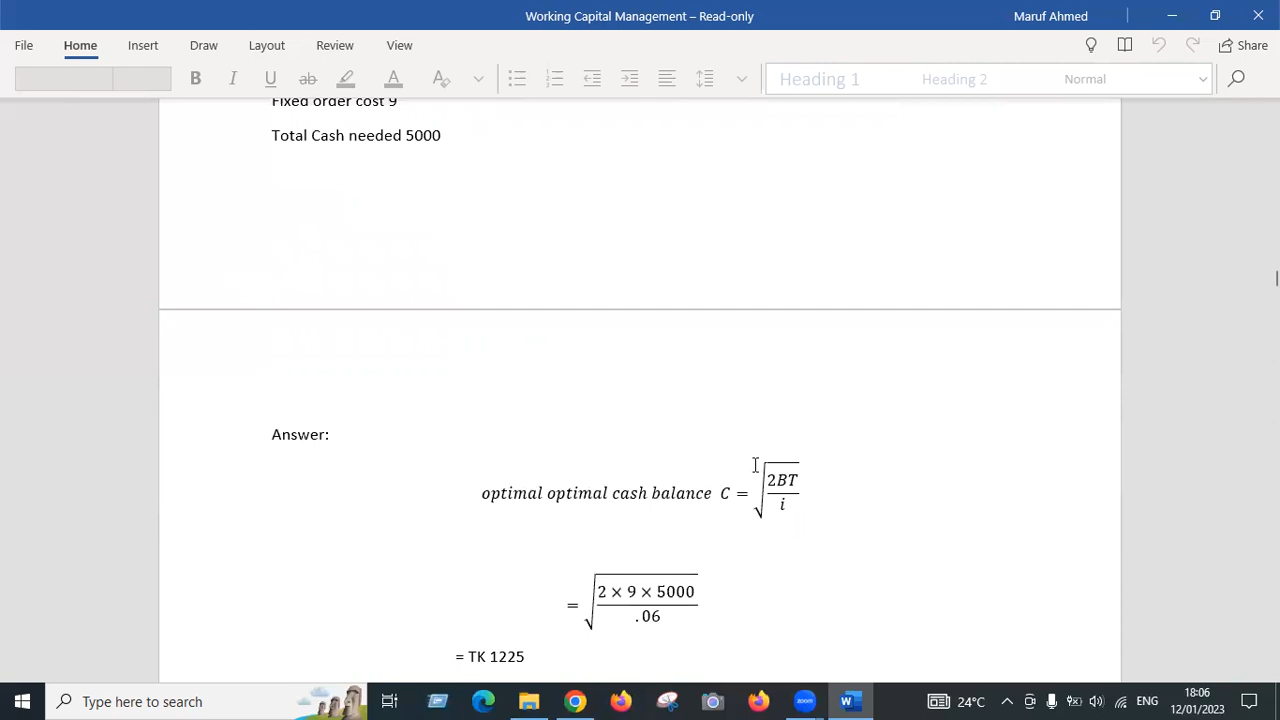 Working Capital Management – Read-only
Maruf Ahmed
File Home Insert Draw Layout Review View
Share
B I U ab A A
Heading 1 Heading 2 Normal
Fixed order cost 9
Total Cash needed 5000
Answer:
optimal optimal cash balance C = √(2BT / i)
= √(2 × 9 × 5000 / .06)
= TK 1225
Type here to search
zoom
24°C
ENG
18:06
12/01/2023